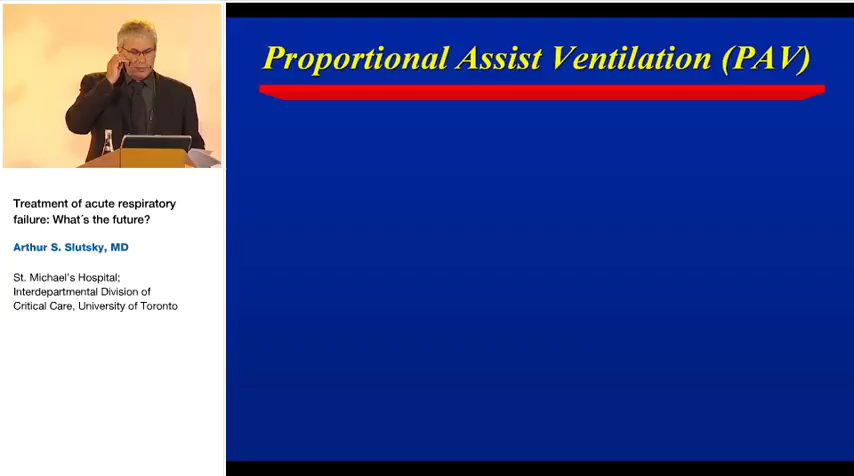 Proportional Assist Ventilation (PAV)
Treatment of acute respiratory
failure: What´s the future?
Arthur S. Slutsky, MD
St. Michael's Hospital;
Interdepartmental Division of
Critical Care, University of Toronto